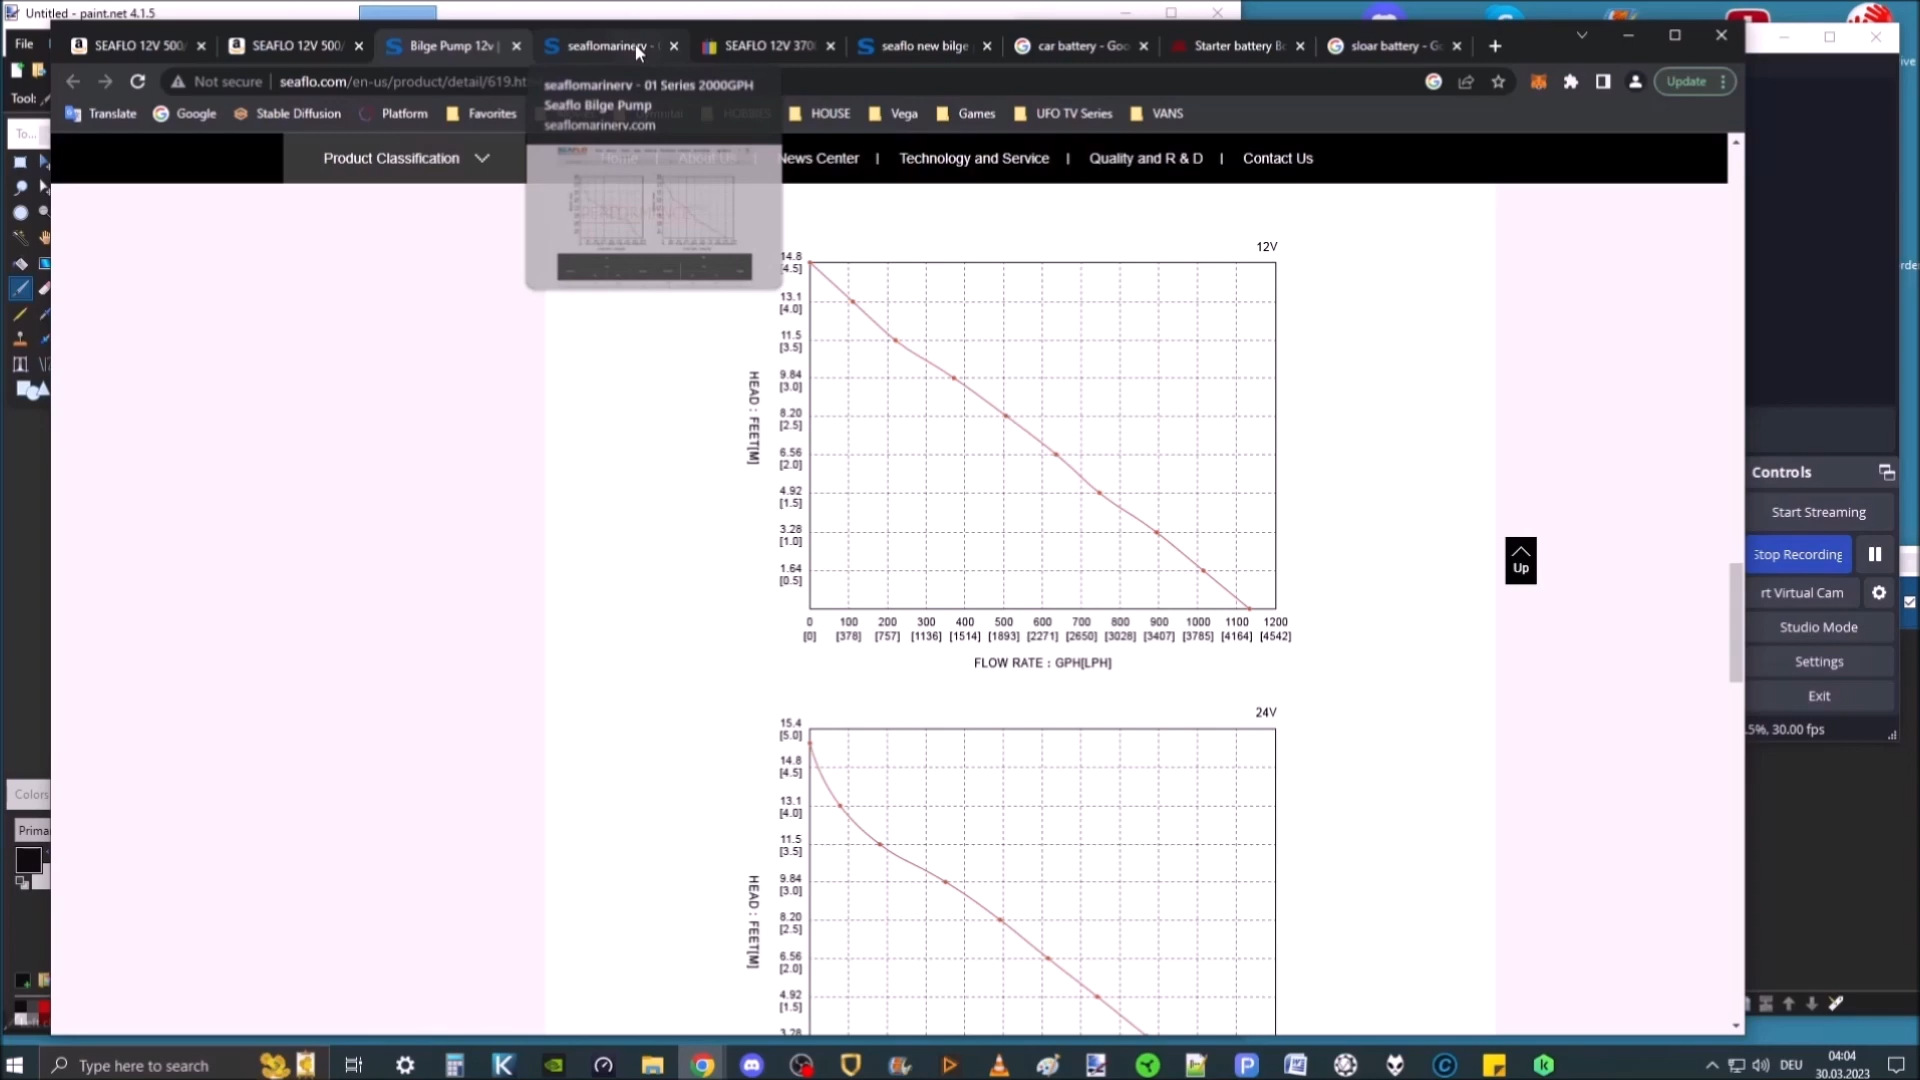 Untitled - paint.net 4.1.5
File
Tool:
To...
SEAFLO 12V 500/
SEAFLO 12V 500/
Bilge Pump 12v |
seaflomarinerv -
SEAFLO 12V 370
seaflo new bilge
car battery - Goo
Starter battery B
sloar battery - G
Not secure
seaflo.com/en-us/product/detail/619.ht
Update
seaflomarinerv - 01 Series 2000GPH
Seaflo Bilge Pump
seaflomarinerv.com
Translate
Google
Stable Diffusion
Platform
Favorites
HOBBIES
HOUSE
Vega
Games
UFO TV Series
VANS
Product Classification
Home | About Us
News Center | Technology and Service | Quality and R & D | Contact Us
12V
14.8
[4.5]
13.1
[4.0]
11.5
[3.5]
9.84
[3.0]
8.20
[2.5]
6.56
[2.0]
4.92
[1.5]
3.28
[1.0]
1.64
[0.5]
HEAD : FEET[M]
0 100 200 300 400 500 600 700 800 900 1000 1100 1200
[0] [378] [757] [1136] [1514] [1893] [2271] [2650] [3028] [3407] [3785] [4164] [4542]
FLOW RATE : GPH[LPH]
Up
24V
15.4
[5.0]
14.8
[4.5]
13.1
[4.0]
11.5
[3.5]
9.84
[3.0]
8.20
[2.5]
6.56
[2.0]
4.92
[1.5]
3.28
HEAD : FEET[M]
Controls
Start Streaming
Stop Recording
rt Virtual Cam
Studio Mode
Settings
Exit
.5%, 30.00 fps
Colors
Prima
Type here to search
DEU
04:04
30.03.2023